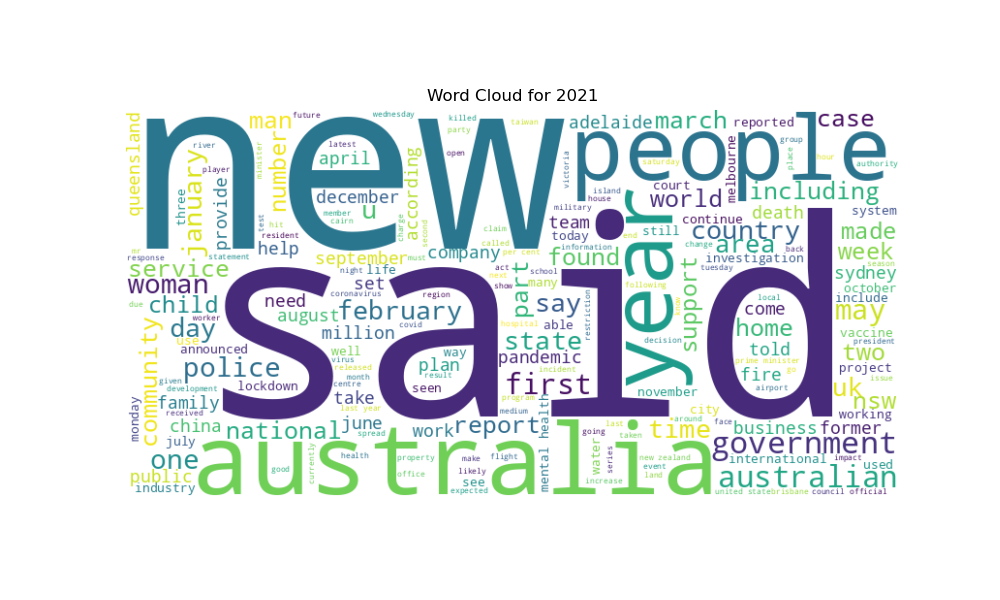 Word Cloud for 2021
new
said
people
year
australia
queensland
river
player
three
provide
january
minister
man
number
test
hit
future
latest
april
december
member
cairn
u
wednesday
killed
party
open
taiwan
according
charge
second
adelaide
march
reported
case
saturday
group
place
hour
authority
victoria
island
house
military
court
world
melbourne
including
mr
response
statement
resident
help
september
service
woman
due
child
worker
use
day
announced
community
police
given
development
lockdown
family
received
monday
china
july
one
public
industry
night
life
set
coronavirus
need
august
february
million
covid
well
virus
released
month
centre
take
last year
national
june
spread
currently
good
health
property
office
company
called
claim
must
act
next
show
region
way
plan
result
seen
hospital
program
medium
work
report
make
likely
see
expected
flight
team
today
information
per cent
found
end
school
many
part
say
able
state
pandemic
incident
first
restriction
mental health
going
series
water
last
taken
increase
still
continue
country
change
area
death
investigation
support
following
study
tuesday
decision
november
city
around
face
time
new zealand
event
land
system
made
back
week
season
sydney
october
include
may
vaccine
local
come
home
told
president
two
project
prime minister
go
issue
fire
airport
uk
nsw
working
business
former
government
international
impact
used
australian
united state
brisbane
council
official